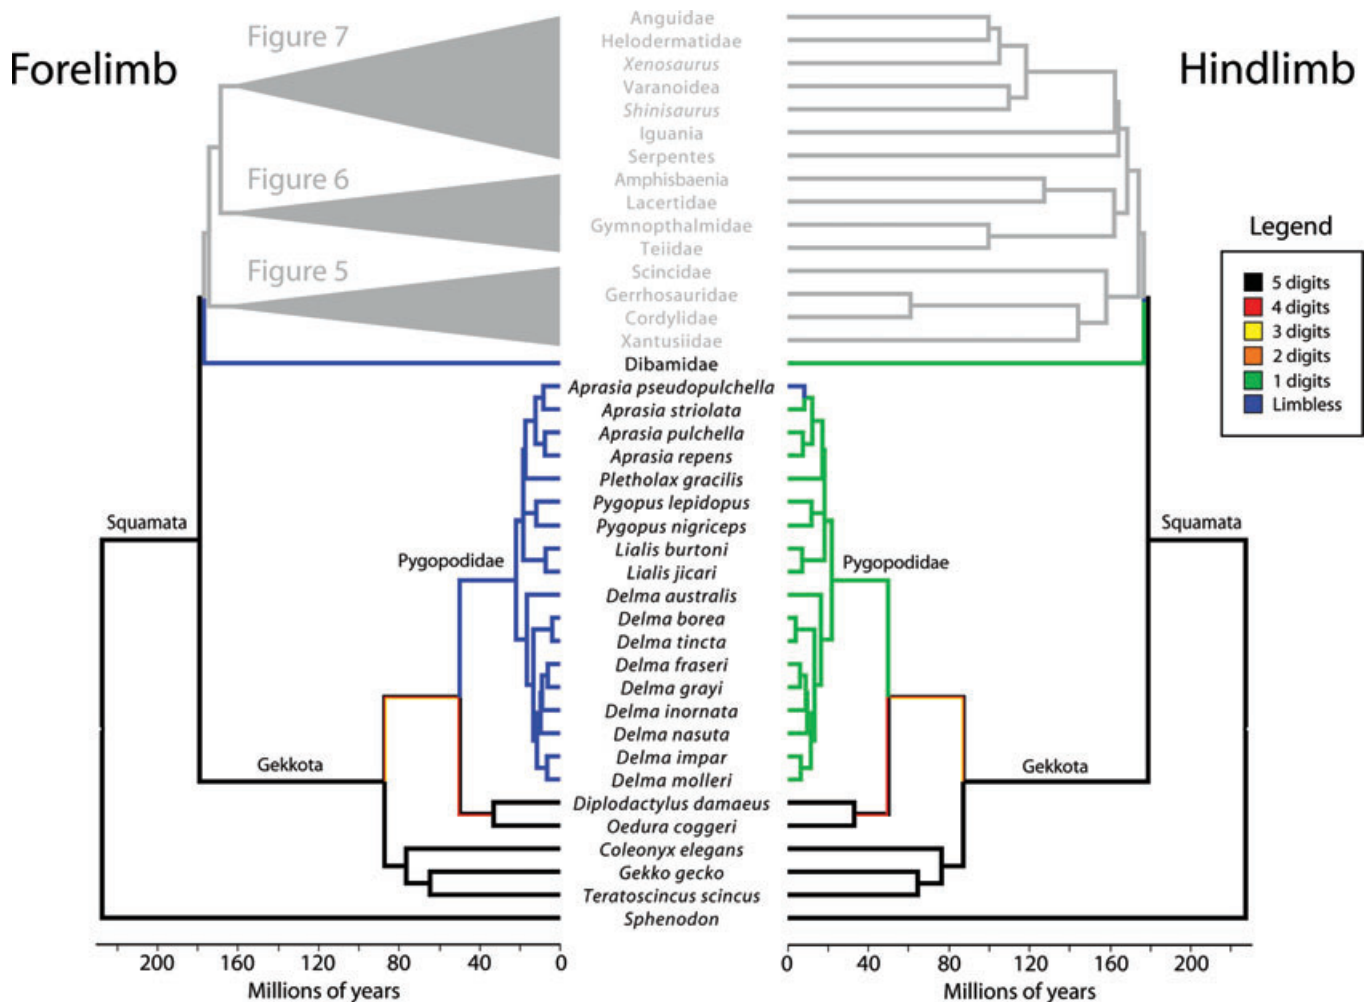 Forelimb
Hindlimb
Figure 7
Figure 6
Figure 5
Anguidae
Helodermatidae
Xenosaurus
Varanoidea
Shinisaurus
Iguania
Serpentes
Amphisbaenia
Lacertidae
Gymnopthalmidae
Teiidae
Scincidae
Gerrhosauridae
Cordylidae
Xantusiidae
Dibamidae
Aprasia pseudopulchella
Aprasia striolata
Aprasia pulchella
Aprasia repens
Pletholax gracilis
Pygopus lepidopus
Pygopus nigriceps
Lialis burtoni
Lialis jicari
Delma australis
Delma borea
Delma tincta
Delma fraseri
Delma grayi
Delma inornata
Delma nasuta
Delma impar
Delma molleri
Diplodactylus damaeus
Oedura coggeri
Coleonyx elegans
Gekko gecko
Teratoscincus scincus
Sphenodon
Squamata
Pygopodidae
Gekkota
Pygopodidae
Squamata
Gekkota
Legend
5 digits
4 digits
3 digits
2 digits
1 digits
Limbless
200 160 120 80 40 0
Millions of years
0 40 80 120 160 200
Millions of years